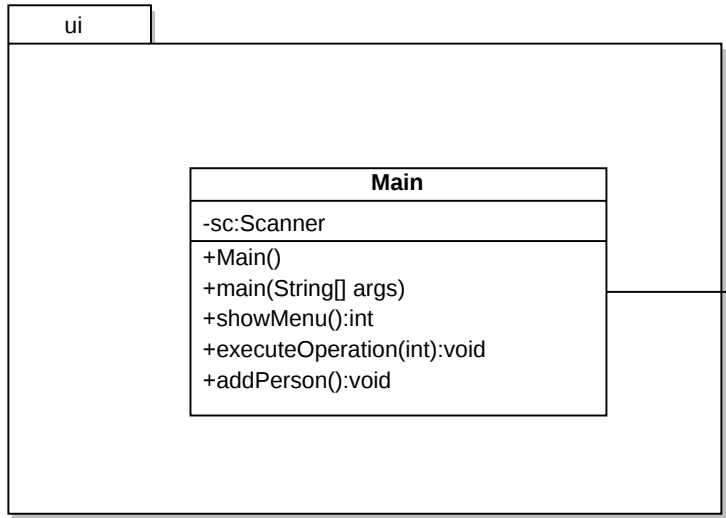 ui
Main
-sc:Scanner
+Main()
+main(String[] args)
+showMenu():int
+executeOperation(int):void
+addPerson():void